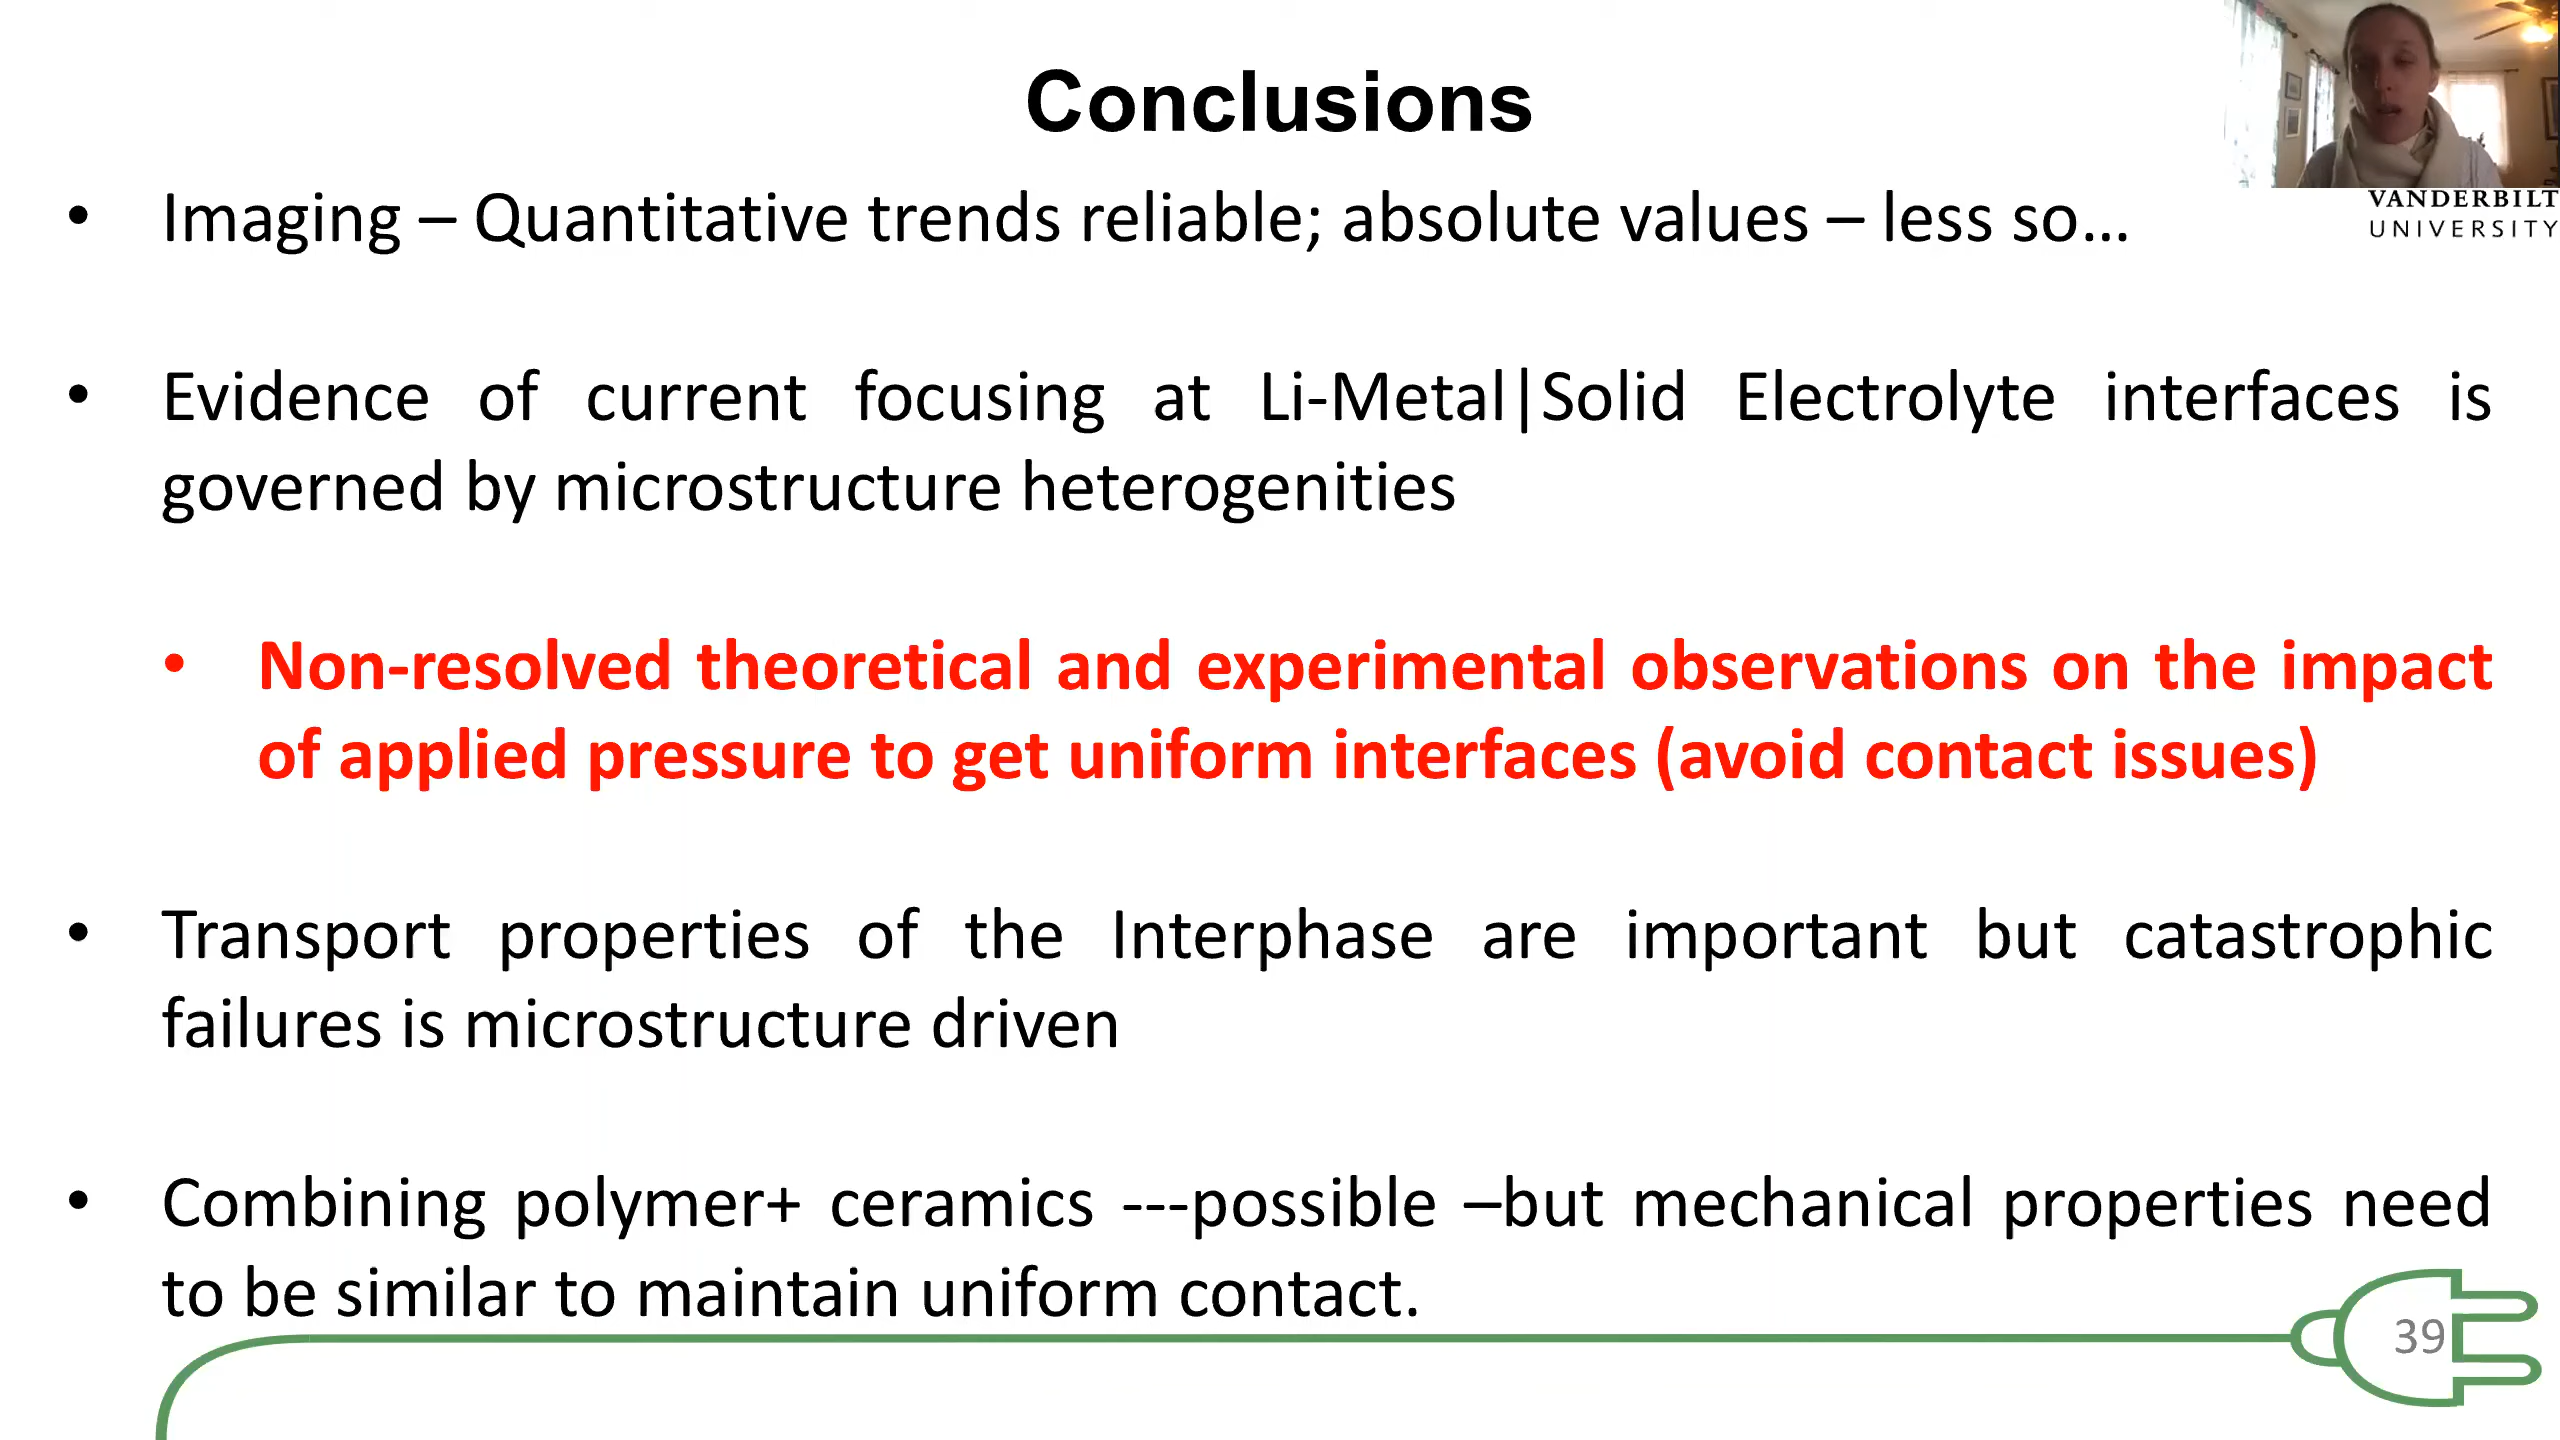 Conclusions
• Imaging – Quantitative trends reliable; absolute values – less so…
VANDERBILT
UNIVERSITY
• Evidence of current focusing at Li-Metal|Solid Electrolyte interfaces is
governed by microstructure heterogenities
• Non-resolved theoretical and experimental observations on the impact
of applied pressure to get uniform interfaces (avoid contact issues)
• Transport properties of the Interphase are important but catastrophic
failures is microstructure driven
• Combining polymer+ ceramics ---possible –but mechanical properties need
to be similar to maintain uniform contact.
39